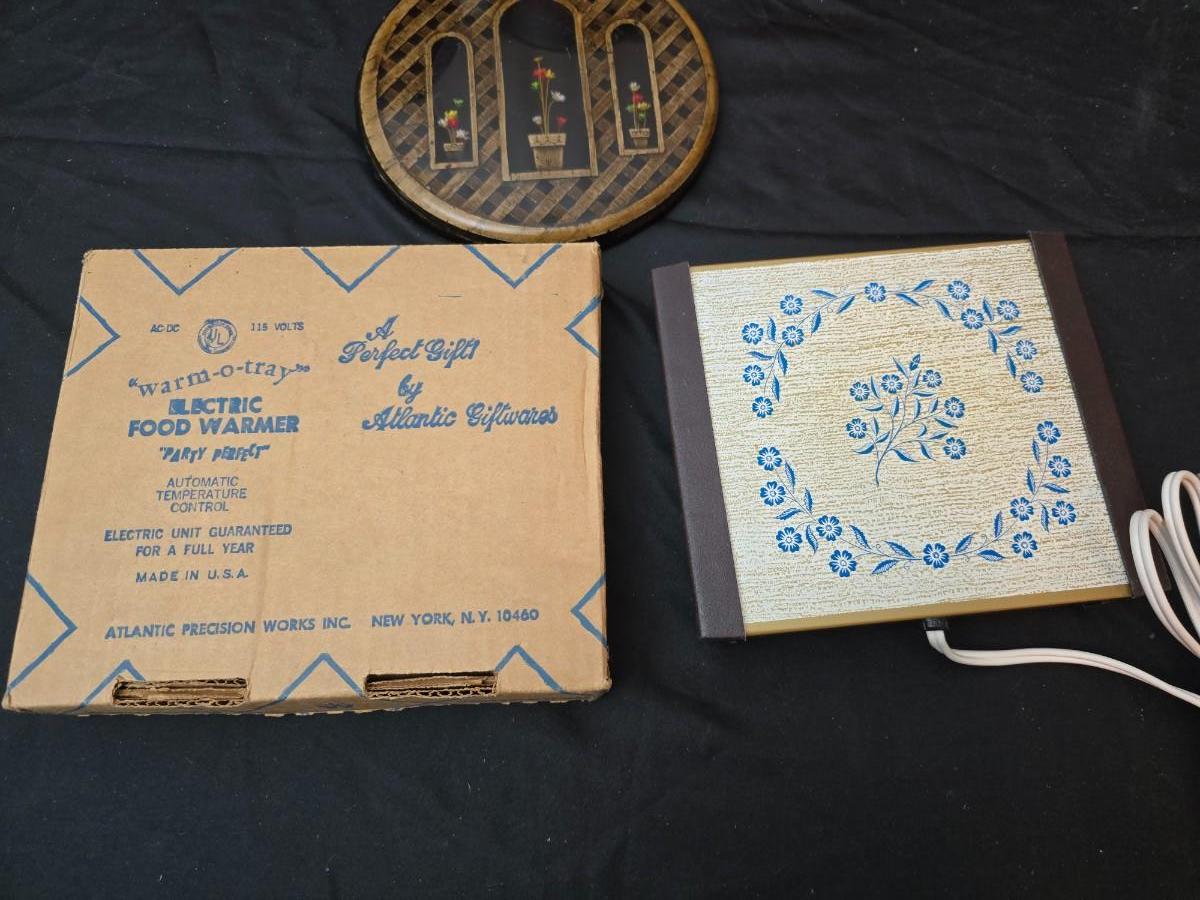 AC-DC UL 115 VOLTS
"warm-o-tray"
ELECTRIC
FOOD WARMER
"PARTY PERFECT"
AUTOMATIC
TEMPERATURE
CONTROL
ELECTRIC UNIT GUARANTEED
FOR A FULL YEAR
MADE IN U.S.A.
A
Perfect Gift!
by
Atlantic Giftwares
ATLANTIC PRECISION WORKS INC. NEW YORK, N.Y. 10460